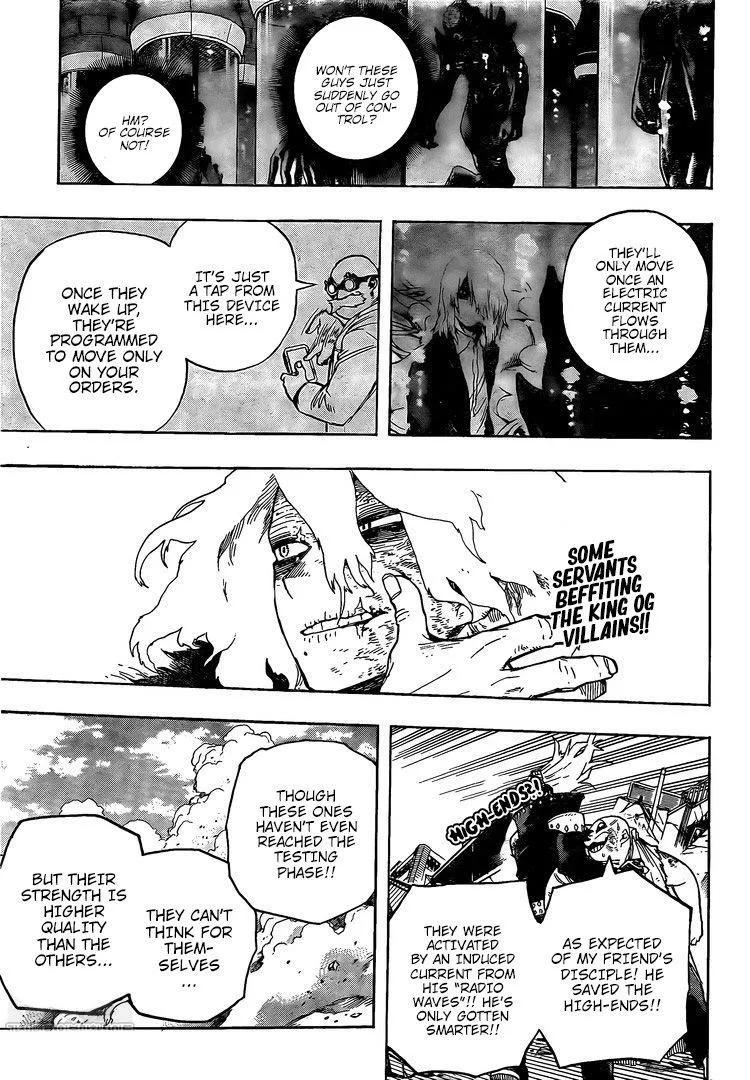 WON'T THESE
GUYS JUST
SUDDENLY GO
OUT OF CON-
TROL?
HM?
OF COURSE
NOT!
THEY'LL
ONLY MOVE
ONCE AN
ELECTRIC
CURRENT
FLOWS
THROUGH
THEM...
IT'S JUST
A TAP FROM
THIS DEVICE
HERE...
ONCE THEY
WAKE UP,
THEY'RE
PROGRAMMED
TO MOVE ONLY
ON YOUR
ORDERS.
SOME
SERVANTS
BEFFITING
THE KING OG
VILLAINS!!
HIGH-ENDS?!
AS EXPECTED
OF MY FRIEND'S
DISCIPLE! HE
SAVED THE
HIGH-ENDS!!
THEY WERE
ACTIVATED
BY AN INDUCED
CURRENT FROM
HIS "RADIO
WAVES"!! HE'S
ONLY GOTTEN
SMARTER!!
THOUGH
THESE ONES
HAVEN'T EVEN
REACHED THE
TESTING
PHASE!!
THEY CAN'T
THINK FOR
THEM-
SELVES
...
BUT THEIR
STRENGTH IS
HIGHER
QUALITY
THAN THE
OTHERS...